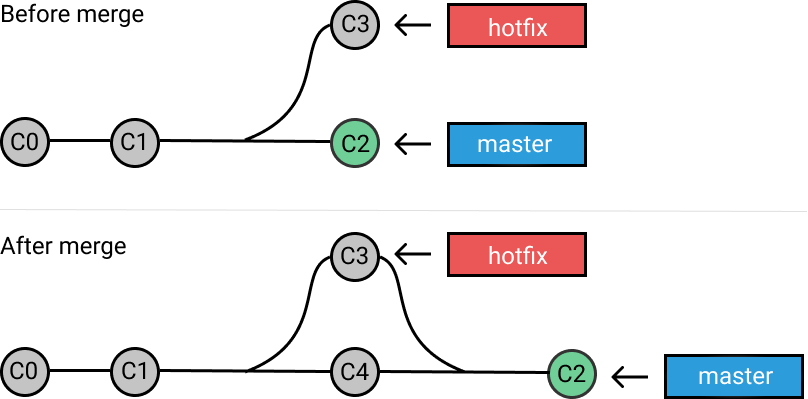 Before merge
C3
hotfix
C0
C1
C2
master
After merge
C3
hotfix
C0
C1
C4
C2
master